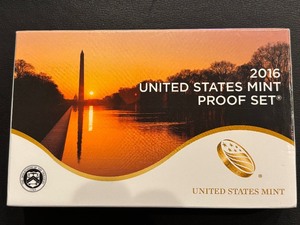 2016
UNITED STATES MINT
PROOF SET®
UNITED STATES MINT